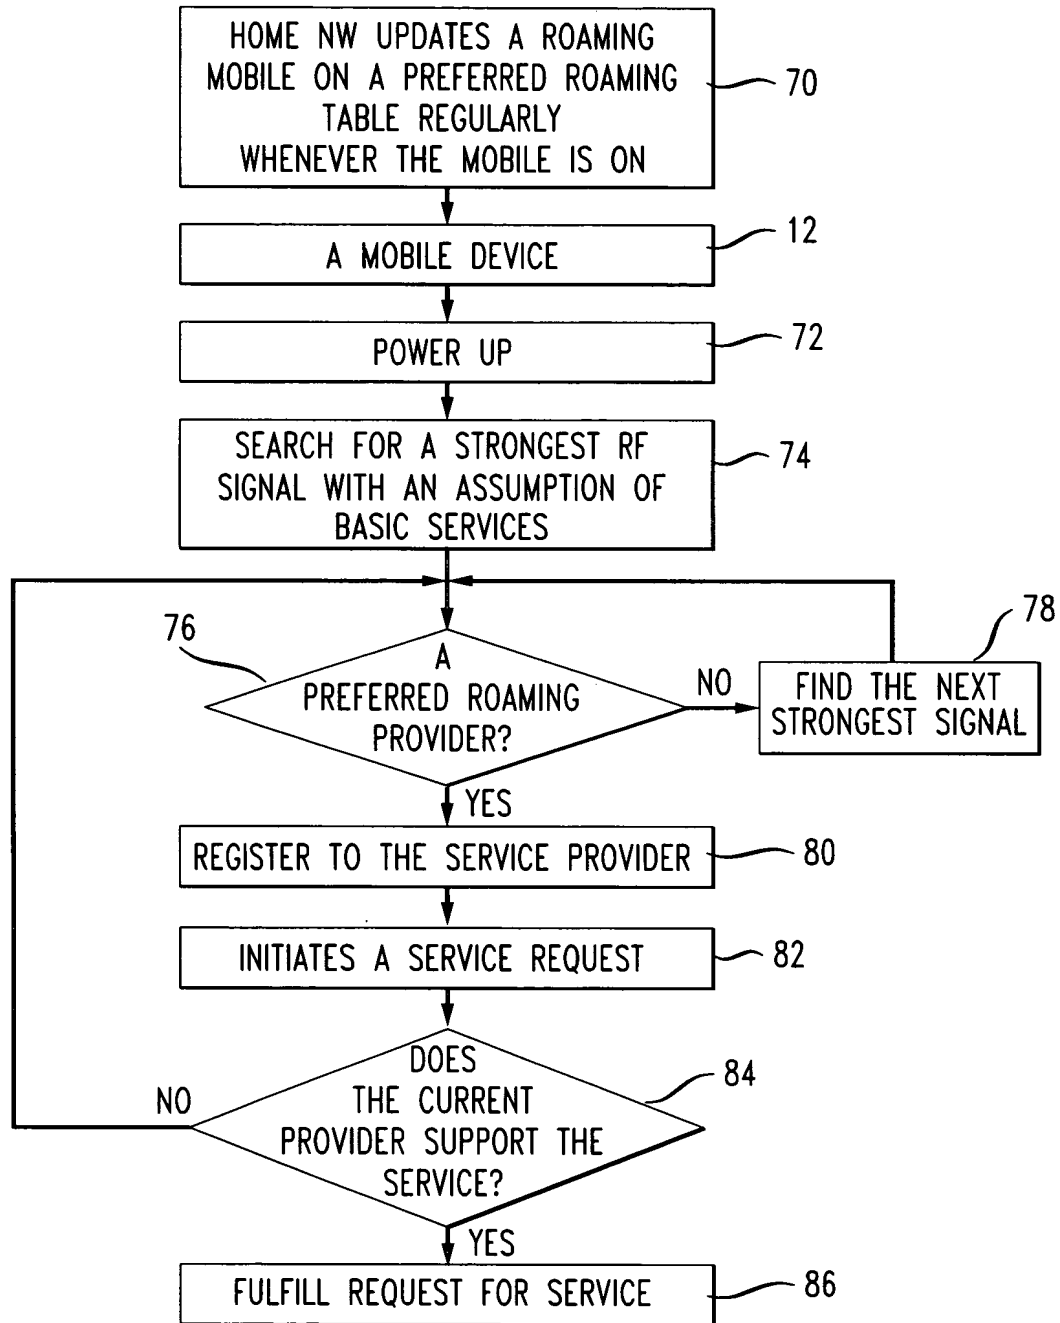 HOME NW UPDATES A ROAMING
MOBILE ON A PREFERRED ROAMING
TABLE REGULARLY
WHENEVER THE MOBILE IS ON
70
A MOBILE DEVICE
12
POWER UP
72
SEARCH FOR A STRONGEST RF
SIGNAL WITH AN ASSUMPTION OF
BASIC SERVICES
74
76
A
PREFERRED ROAMING
PROVIDER?
NO
78
FIND THE NEXT
STRONGEST SIGNAL
YES
REGISTER TO THE SERVICE PROVIDER
80
INITIATES A SERVICE REQUEST
82
DOES
THE CURRENT
PROVIDER SUPPORT THE
SERVICE?
84
NO
YES
FULFILL REQUEST FOR SERVICE
86